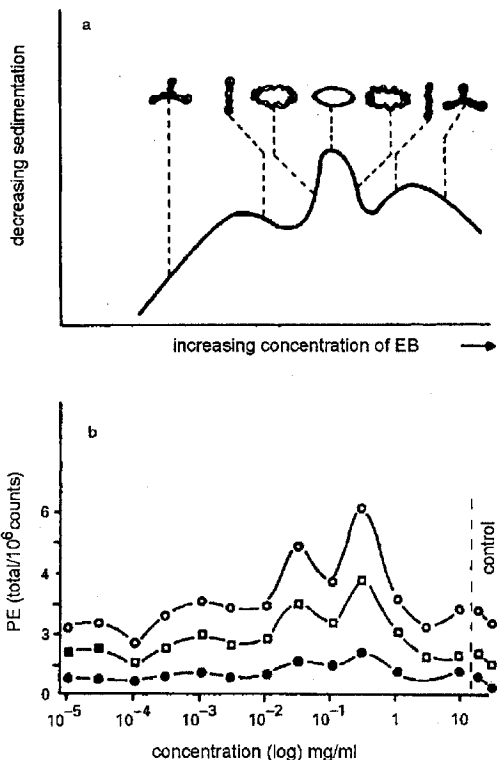 a
decreasing sedimentation
increasing concentration of EB
b
PE (total/10⁶counts)
6
4
3
2
0
control
10⁻⁵ 10⁻⁴ 10⁻³ 10⁻² 10⁻¹ 1 10
concentration (log) mg/ml